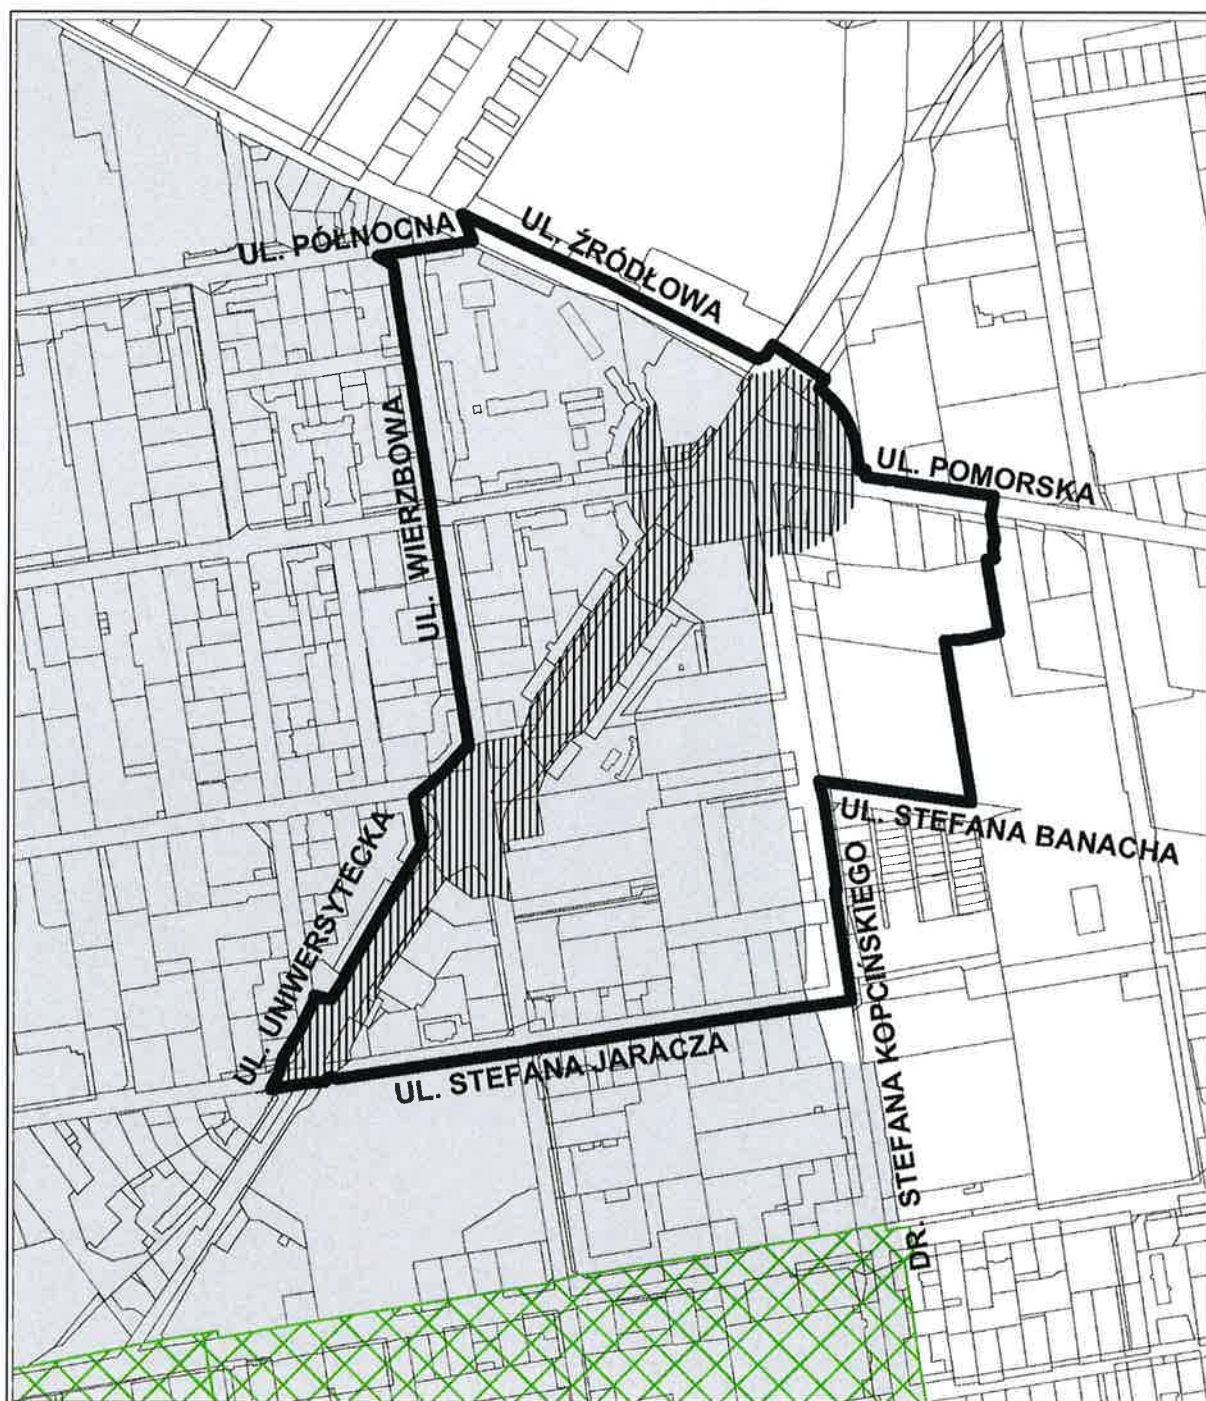 UL. PÓŁNOCNA
UL. ŹRÓDŁOWA
UL. WIERZBOWA
UL. POMORSKA
UL. STEFANA BANACHA
UL. UNIWERSYTECKA
DR. STEFANA KOPCIŃSKIEGO
UL. STEFANA JARACZA